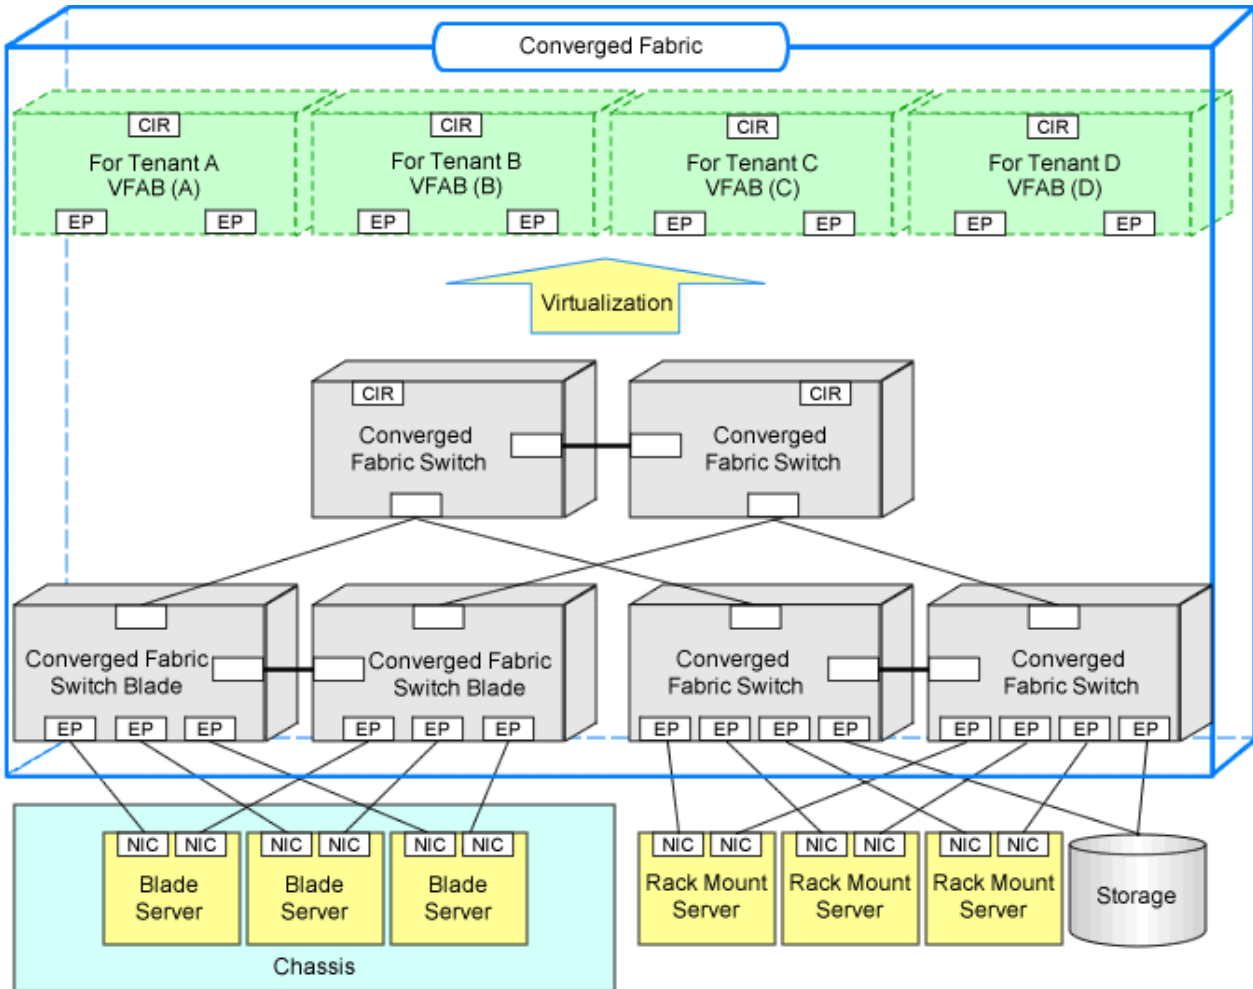 Converged Fabric
CIR
For Tenant A
VFAB (A)
EP EP
CIR
For Tenant B
VFAB (B)
EP EP
CIR
For Tenant C
VFAB (C)
EP EP
CIR
For Tenant D
VFAB (D)
EP EP
Virtualization
CIR
Converged
Fabric Switch
CIR
Converged
Fabric Switch
Converged Fabric
Switch Blade
EP EP EP
Converged Fabric
Switch Blade
EP EP EP
Converged
Fabric Switch
EP EP EP EP
Converged
Fabric Switch
EP EP EP EP
NIC NIC
Blade
Server
NIC NIC
Blade
Server
NIC NIC
Blade
Server
Chassis
NIC NIC
Rack Mount
Server
NIC NIC
Rack Mount
Server
NIC NIC
Rack Mount
Server
Storage